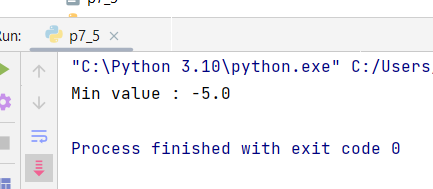 p7_5
Run: p7_5 ×
"C:\Python 3.10\python.exe" C:/Users/
Min value : -5.0
Process finished with exit code 0